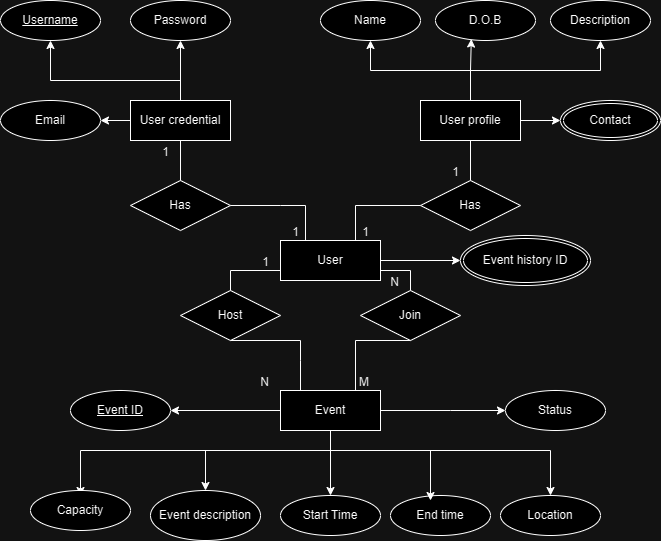 Username
Password
Name
D.O.B
Description
Email
User credential
User profile
Contact
1
1
Has
Has
1
1
User
1
Event history ID
N
Host
Join
N
M
Event ID
Event
Status
Capacity
Event description
Start Time
End time
Location